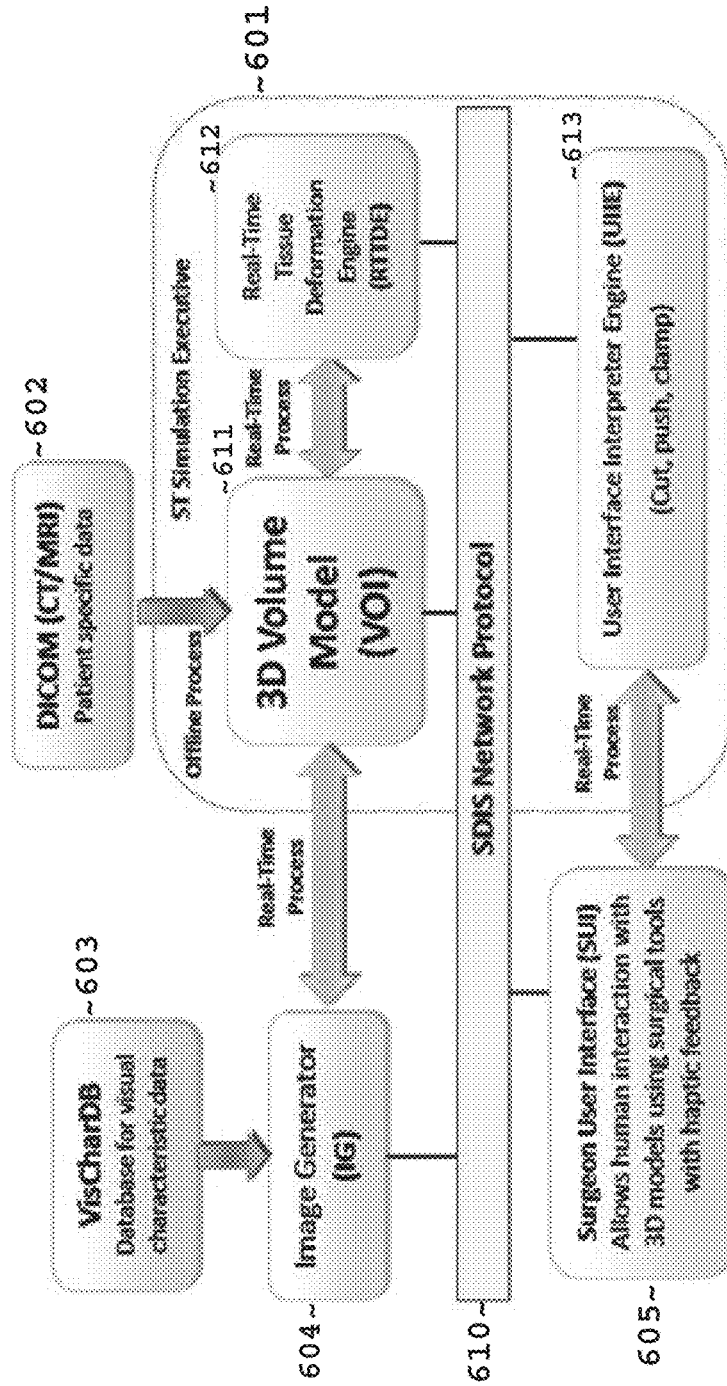 VisCharDB
Database for visual
characteristic data
~603
DICOM (CT/MRI)
Patient specific data
~602
Offline Process
ST Simulation Executive
~601
Image Generator
(IG)
604~
Real-Time
Process
3D Volume
Model
(VOI)
~611
Real-Time
Process
Real-Time
Tissue
Deformation
Engine
(RTTDE)
~612
SDIS Network Protocol
610~
Surgeon User Interface (SUI)
Allows human interaction with
3D models using surgical tools
with haptic feedback
605~
Real-Time
Process
User Interface Interpreter Engine (UIIE)
(Cut, push, clamp)
~613